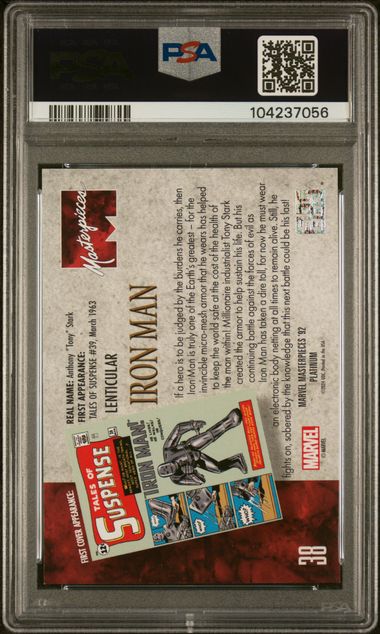 PSA
104237056
Masterpieces
REAL NAME: Anthony "Tony" Stark
FIRST APPEARANCE:
TALES OF SUSPENSE #39, March 1963
LENTICULAR
IRON MAN
If a hero is to be judged by the burdens he carries, then
Iron Man is truly one of the Earth's greatest – For the
invincible micro-mesh armor that he wears has helped
to keep the world safe at the cost of the health of
the man within! Millionaire industrialist Tony Stark
created the armor to help sustain his life. But his
continuing battle against the forces of evil as
Iron Man has taken a dire toll, for now he must wear
an electronic body netting at all times to remain alive. Still, he
fights on, sobered by the knowledge that this next battle could be his last!
FIRST COVER APPEARANCE:
TALES OF
SUSPENSE
12¢
IRON MAN!
MARVEL MASTERPIECES '92
PLATINUM
MARVEL
© MARVEL
38